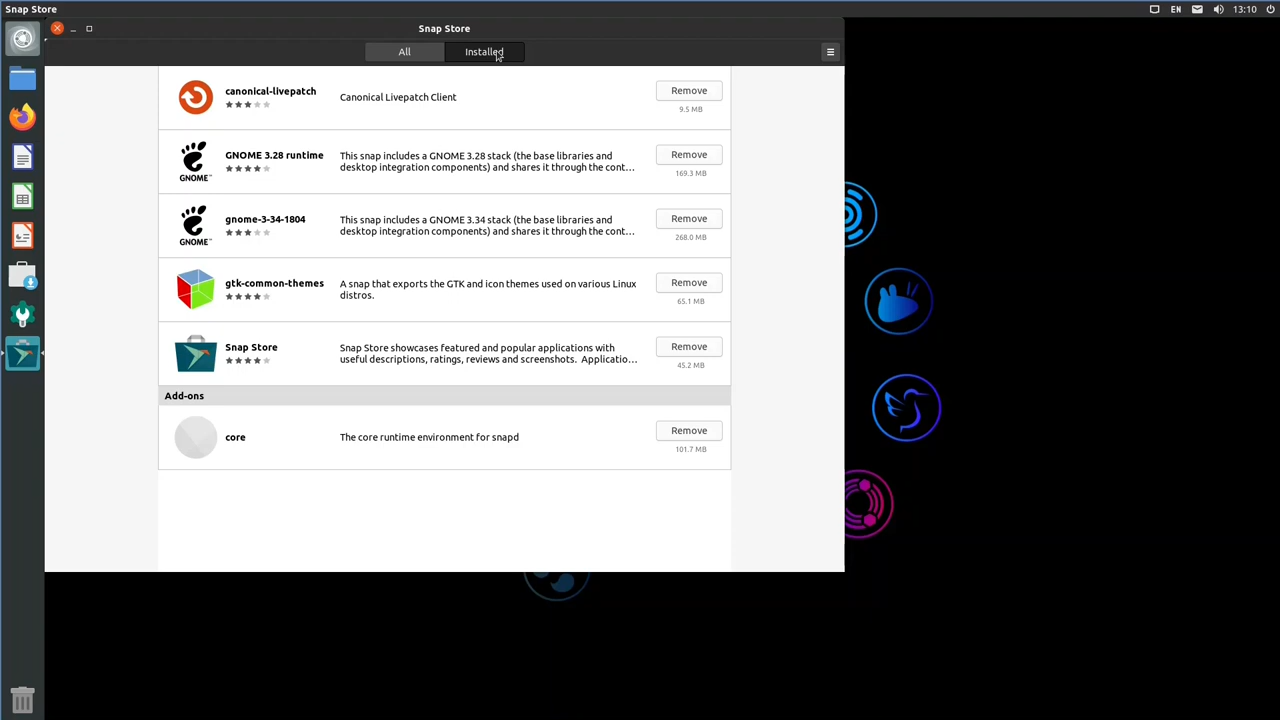 Snap Store
EN
13:10
Snap Store
All
Installed
canonical-livepatch
Canonical Livepatch Client
Remove
9.5 MB
GNOME™
GNOME 3.28 runtime
This snap includes a GNOME 3.28 stack (the base libraries and
desktop integration components) and shares it through the cont...
Remove
169.3 MB
GNOME™
gnome-3-34-1804
This snap includes a GNOME 3.34 stack (the base libraries and
desktop integration components) and shares it through the cont...
Remove
268.0 MB
gtk-common-themes
A snap that exports the GTK and icon themes used on various Linux
distros.
Remove
65.1 MB
Snap Store
Snap Store showcases featured and popular applications with
useful descriptions, ratings, reviews and screenshots. Applicatio...
Remove
45.2 MB
Add-ons
core
The core runtime environment for snapd
Remove
101.7 MB